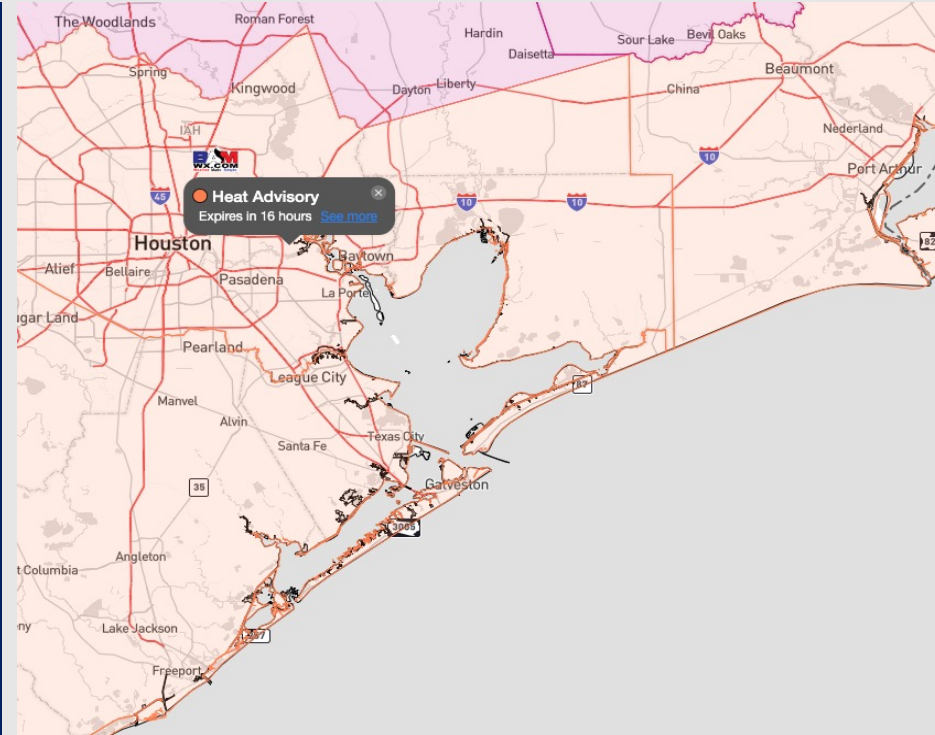 The Woodlands
Roman Forest
Hardin
Sour Lake
Bevil Oaks
Daisetta
Spring
Kingwood
Dayton
Liberty
China
Beaumont
IAH
Nederland
BAM
WX.COM
10
Port Arthur
45
Heat Advisory
Expires in 16 hours See more
10
10
82
Houston
Alief
Bellaire
Baytown
Pasadena
La Porte
gar Land
Pearland
League City
87
Manvel
Alvin
Santa Fe
Texas City
35
Galveston
3005
Angleton
t Columbia
ny
Lake Jackson
Freeport